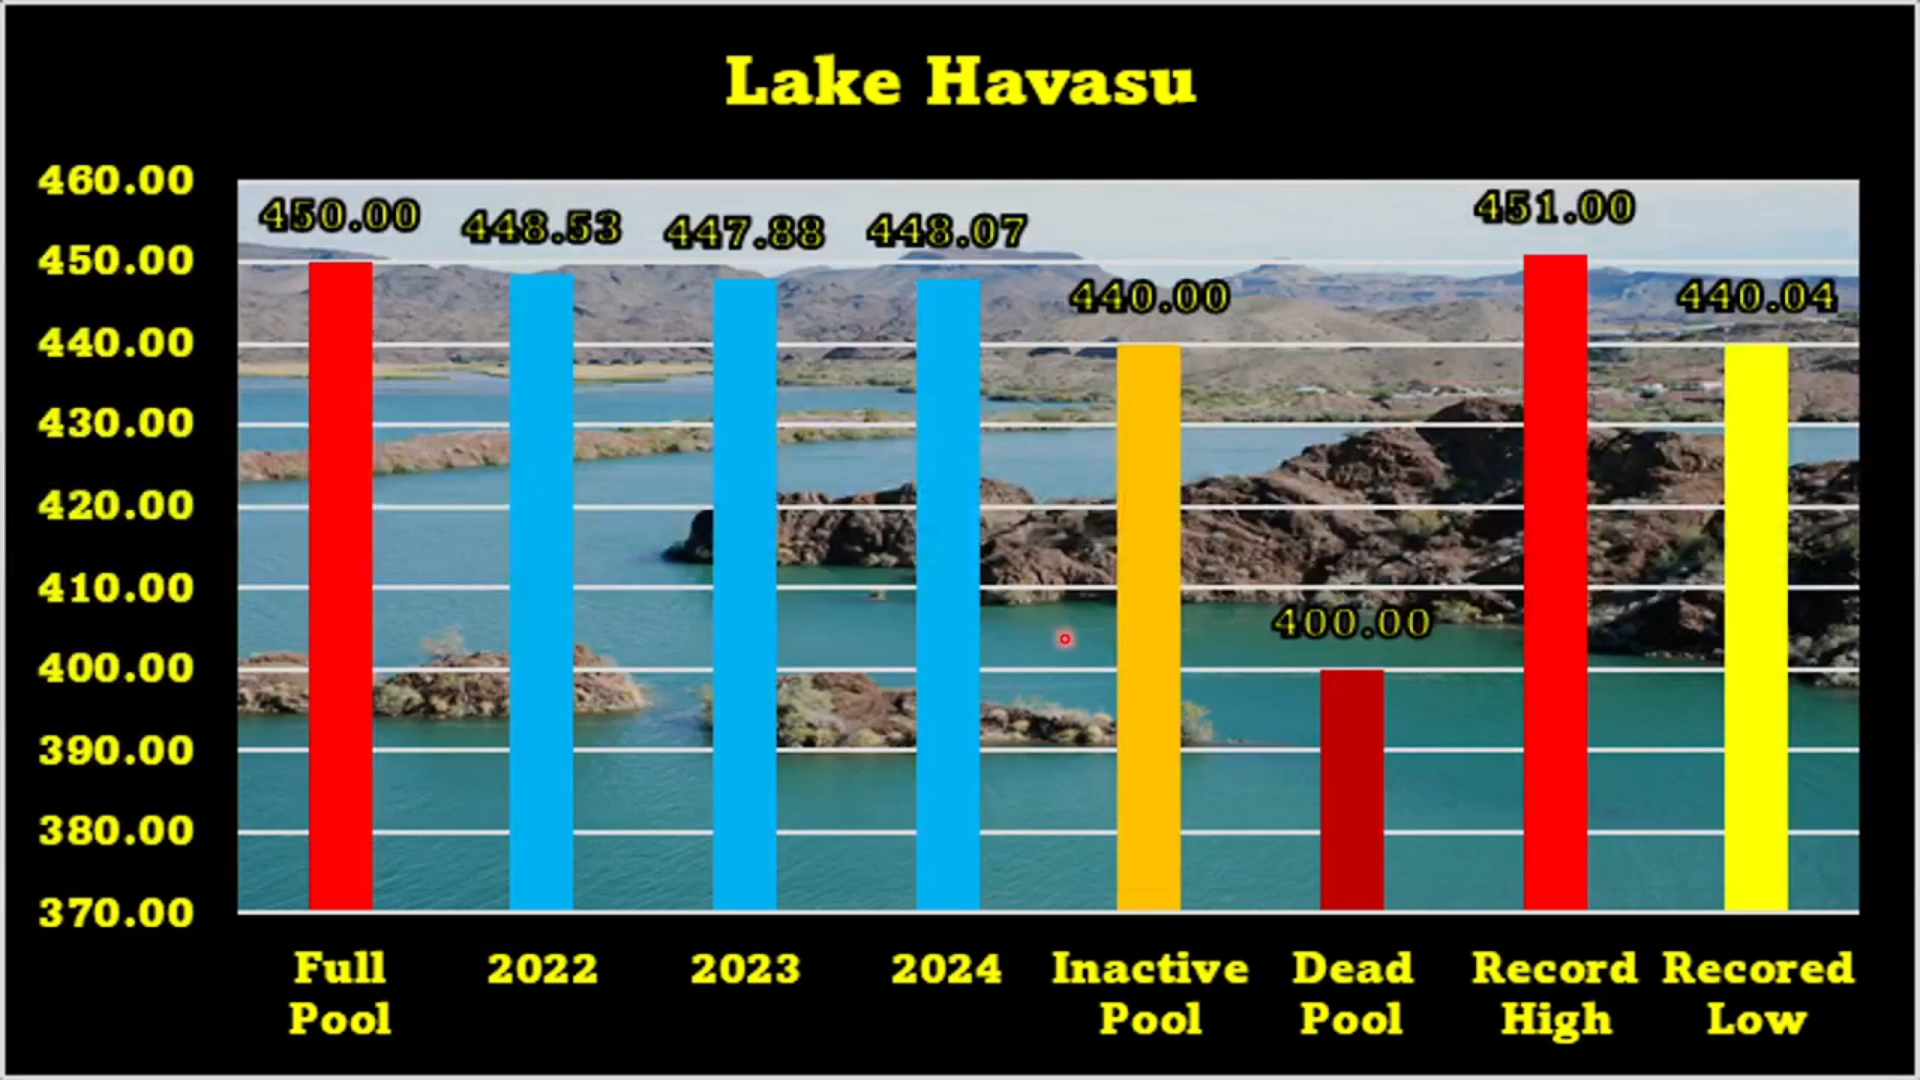 Lake Havasu
460.00
450.00
440.00
430.00
420.00
410.00
400.00
390.00
380.00
370.00
450.00
448.53
447.88
448.07
440.00
400.00
451.00
440.04
Full
Pool
2022
2023
2024
Inactive
Pool
Dead
Pool
Record
High
Recored
Low